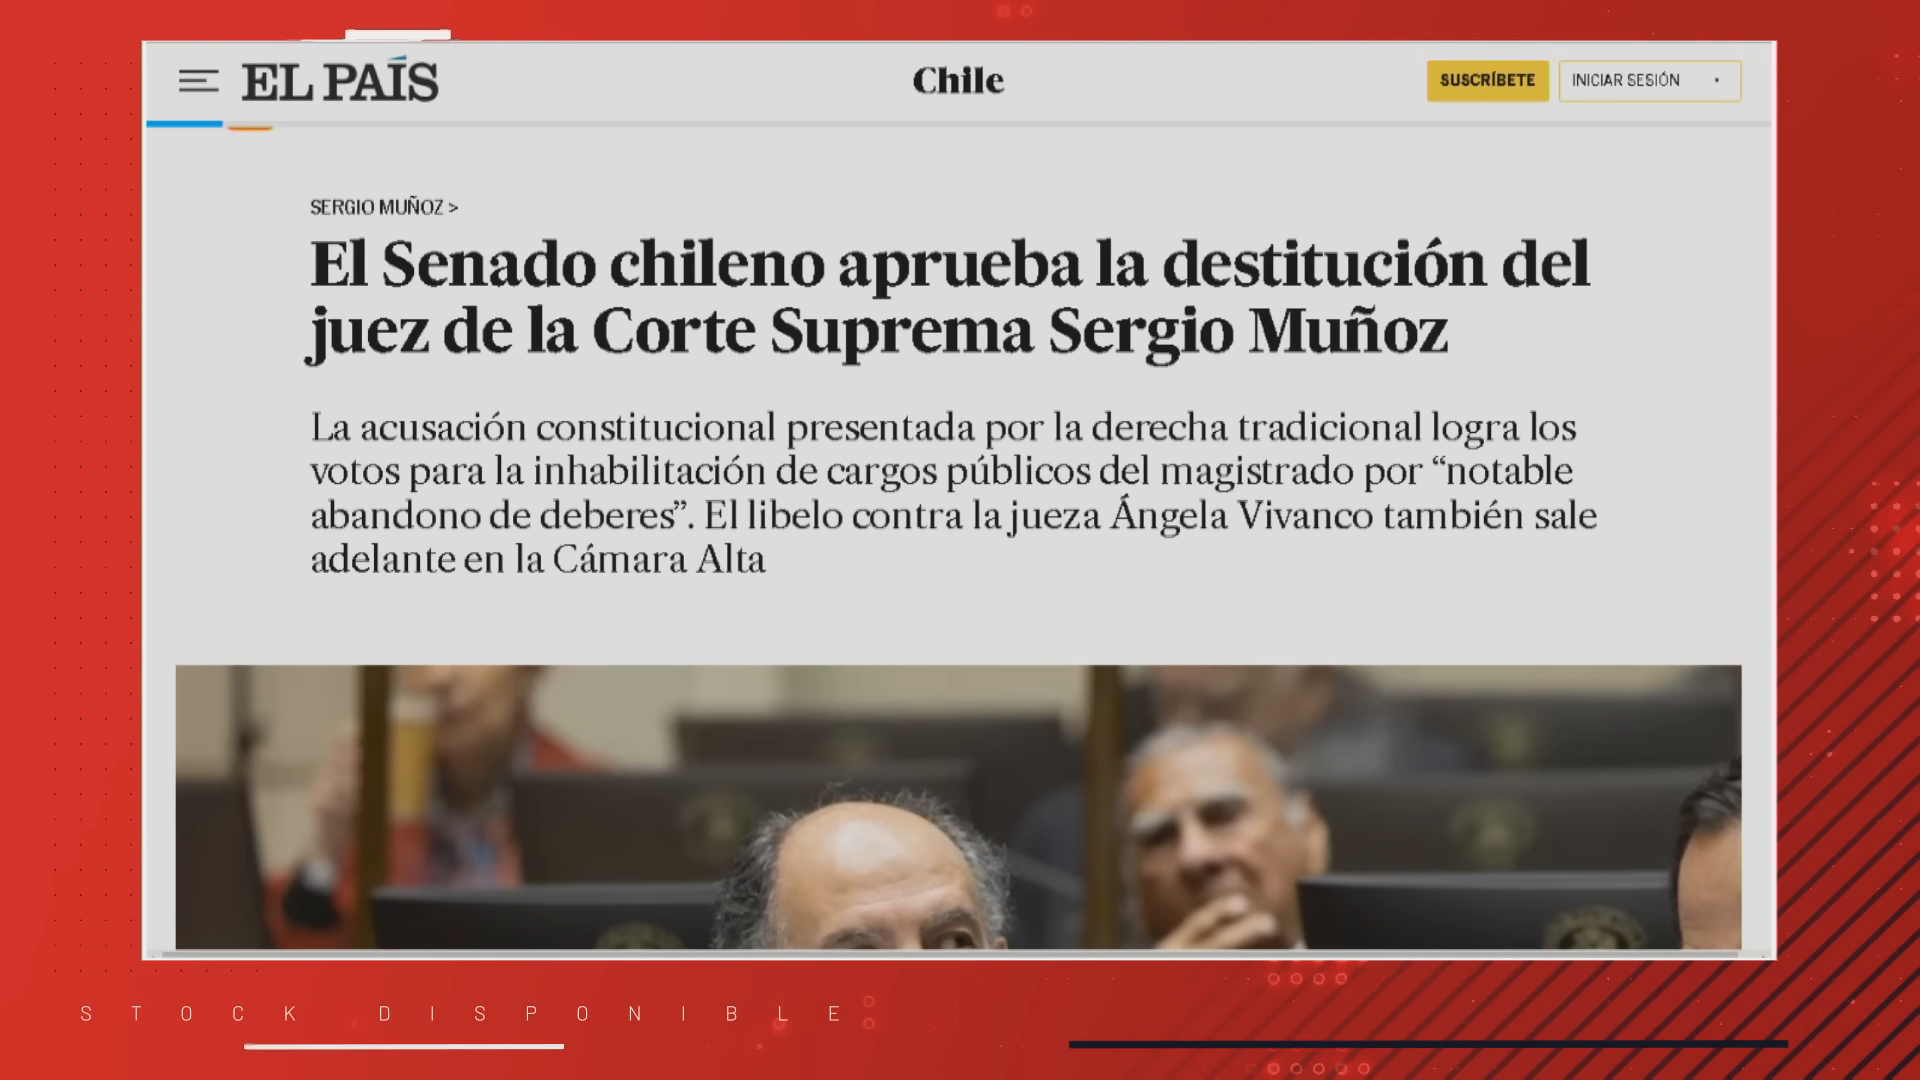 EL PAÍS
Chile
SUSCRÍBETE
INICIAR SESIÓN
SERGIO MUÑOZ >
El Senado chileno aprueba la destitución del
juez de la Corte Suprema Sergio Muñoz
La acusación constitucional presentada por la derecha tradicional logra los
votos para la inhabilitación de cargos públicos del magistrado por “notable
abandono de deberes”. El libelo contra la jueza Ángela Vivanco también sale
adelante en la Cámara Alta
STOCK DISPONIBLE